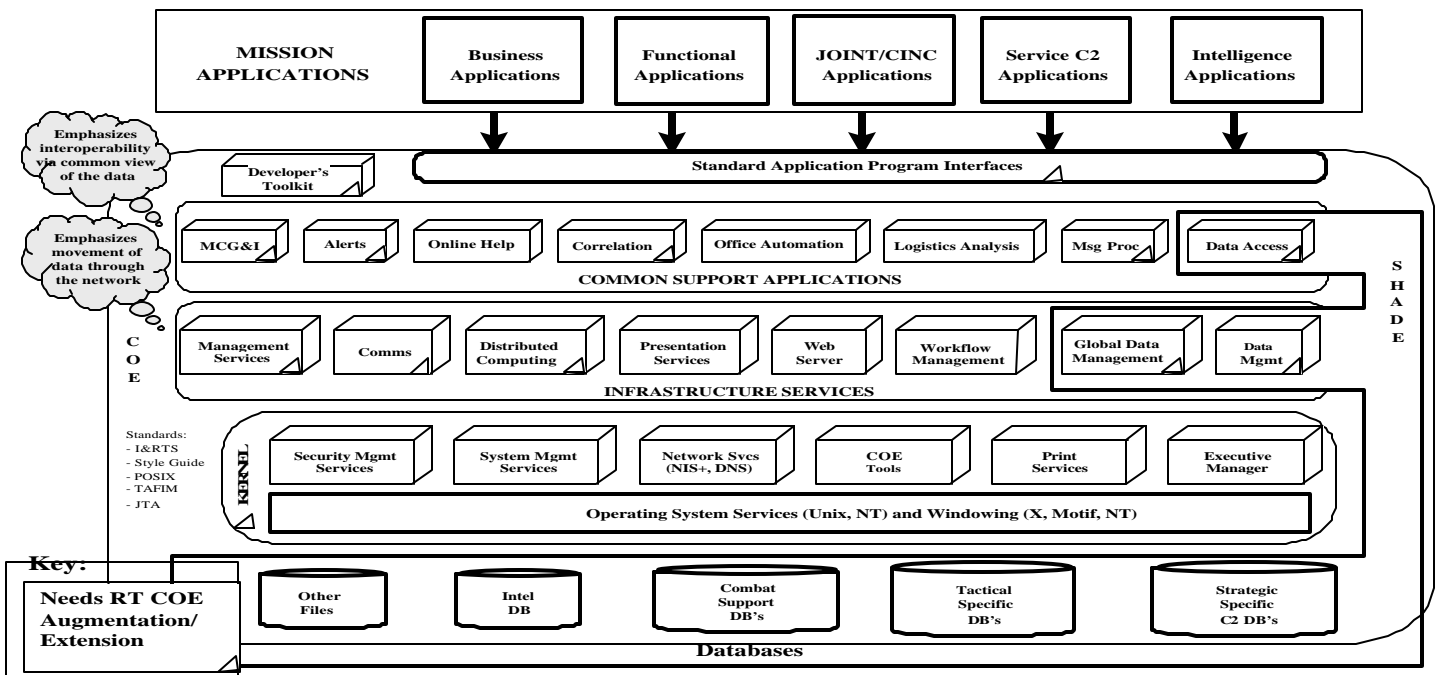 MISSION
APPLICATIONS
Business
Applications
Functional
Applications
JOINT/CINC
Applications
Service C2
Applications
Intelligence
Applications
Emphasizes
interoperability
via common view
of the data
Developer's
Toolkit
Standard Application Program Interfaces
Emphasizes
movement of
data through
the network
MCG&I
Alerts
Online Help
Correlation
Office Automation
Logistics Analysis
Msg Proc
Data Access
COMMON SUPPORT APPLICATIONS
S
H
A
D
E
C
O
E
Management
Services
Comms
Distributed
Computing
Presentation
Services
Web
Server
Workflow
Management
Global Data
Management
Data
Mgmt
INFRASTRUCTURE SERVICES
Standards:
- I&RTS
- Style Guide
- POSIX
- TAFIM
- JTA
KERNEL
Security Mgmt
Services
System Mgmt
Services
Network Svcs
(NIS+, DNS)
COE
Tools
Print
Services
Executive
Manager
Operating System Services (Unix, NT) and Windowing (X, Motif, NT)
Key:
Needs RT COE
Augmentation/
Extension
Other
Files
Intel
DB
Combat
Support
DB's
Tactical
Specific
DB's
Strategic
Specific
C2 DB's
Databases